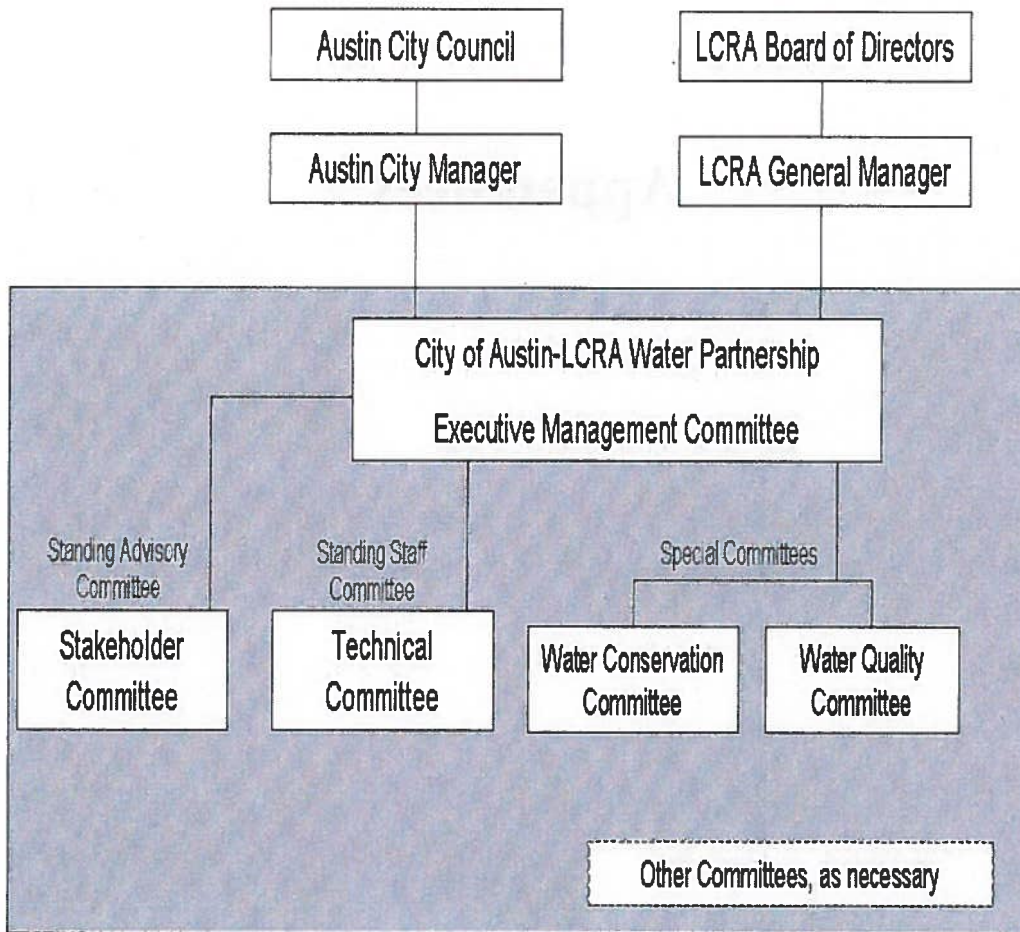 Austin City Council
LCRA Board of Directors
Austin City Manager
LCRA General Manager
City of Austin-LCRA Water Partnership
Executive Management Committee
Standing Advisory
Committee
Standing Staff
Committee
Special Committees
Stakeholder
Committee
Technical
Committee
Water Conservation
Committee
Water Quality
Committee
Other Committees, as necessary